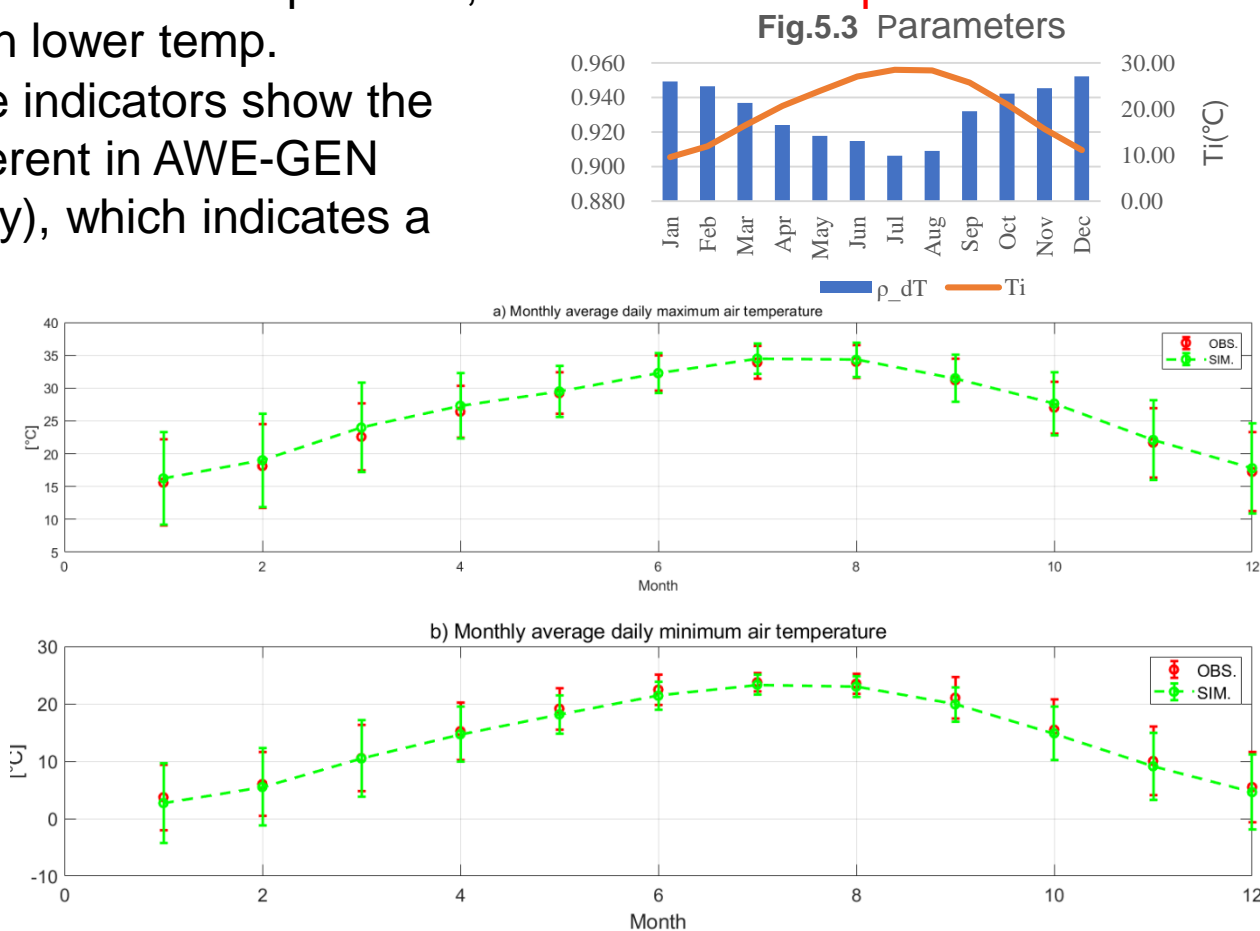 Fig.5.3 Parameters
n lower temp.
e indicators show the
erent in AWE-GEN
y), which indicates a
0.960
0.940
0.920
0.900
0.880
30.00
20.00
10.00
0.00
Ti(℃)
Jan Feb Mar Apr May Jun Jul Aug Sep Oct Nov Dec
ρ_dT Ti
a) Monthly average daily maximum air temperature
40
35
30
25
20
15
10
5
[°C]
OBS.
SIM.
0 2 4 6 8 10 12
Month
b) Monthly average daily minimum air temperature
30
20
10
0
-10
[°C]
OBS.
SIM.
0 2 4 6 8 10 12
Month